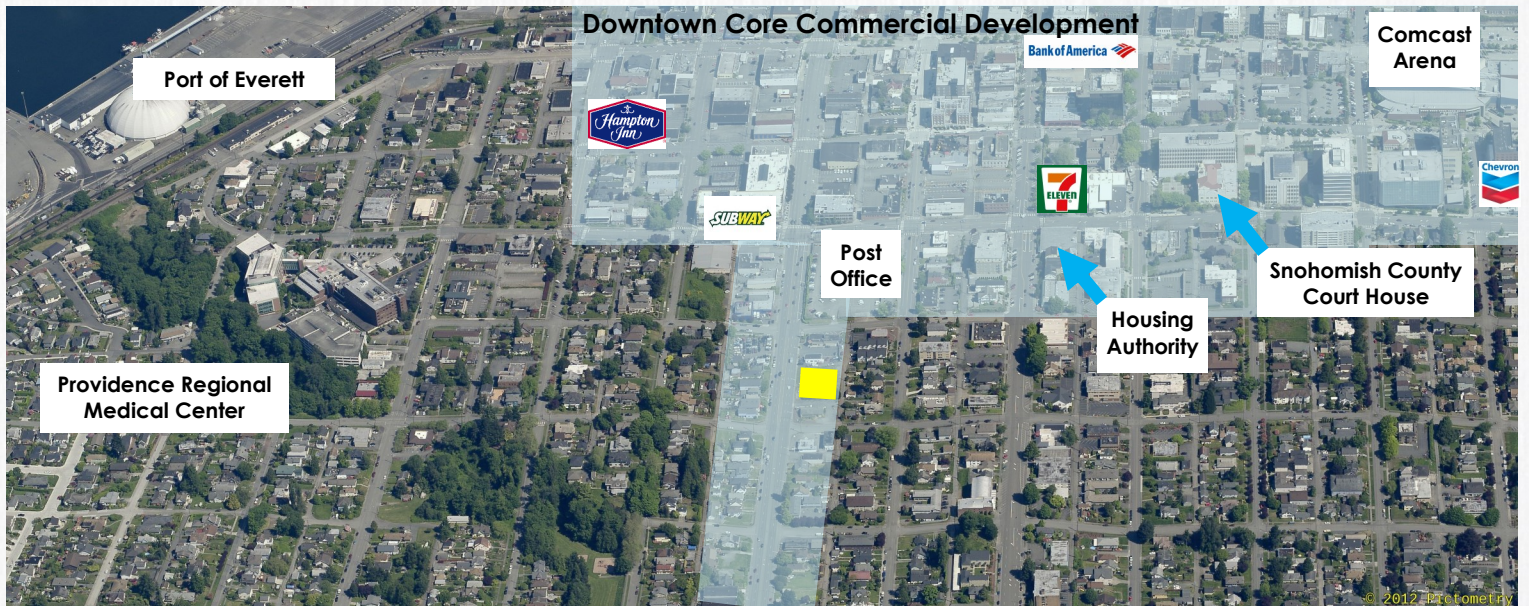 Downtown Core Commercial Development
Port of Everett
Bank of America
Comcast
Arena
Hampton
Inn
Chevron
7
ELEVEN
SUBWAY
Post
Office
Snohomish County
Court House
Housing
Authority
Providence Regional
Medical Center
© 2012 Pictometry